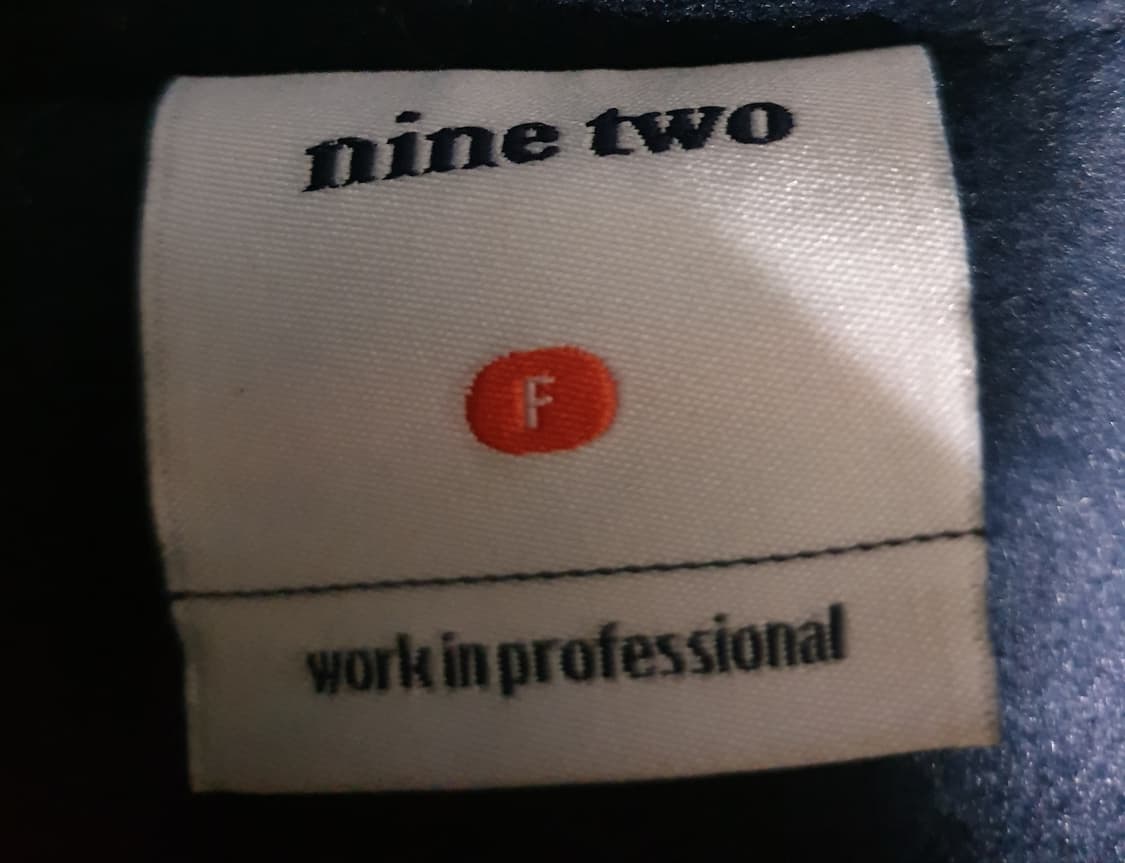 nine two
F
work in professional